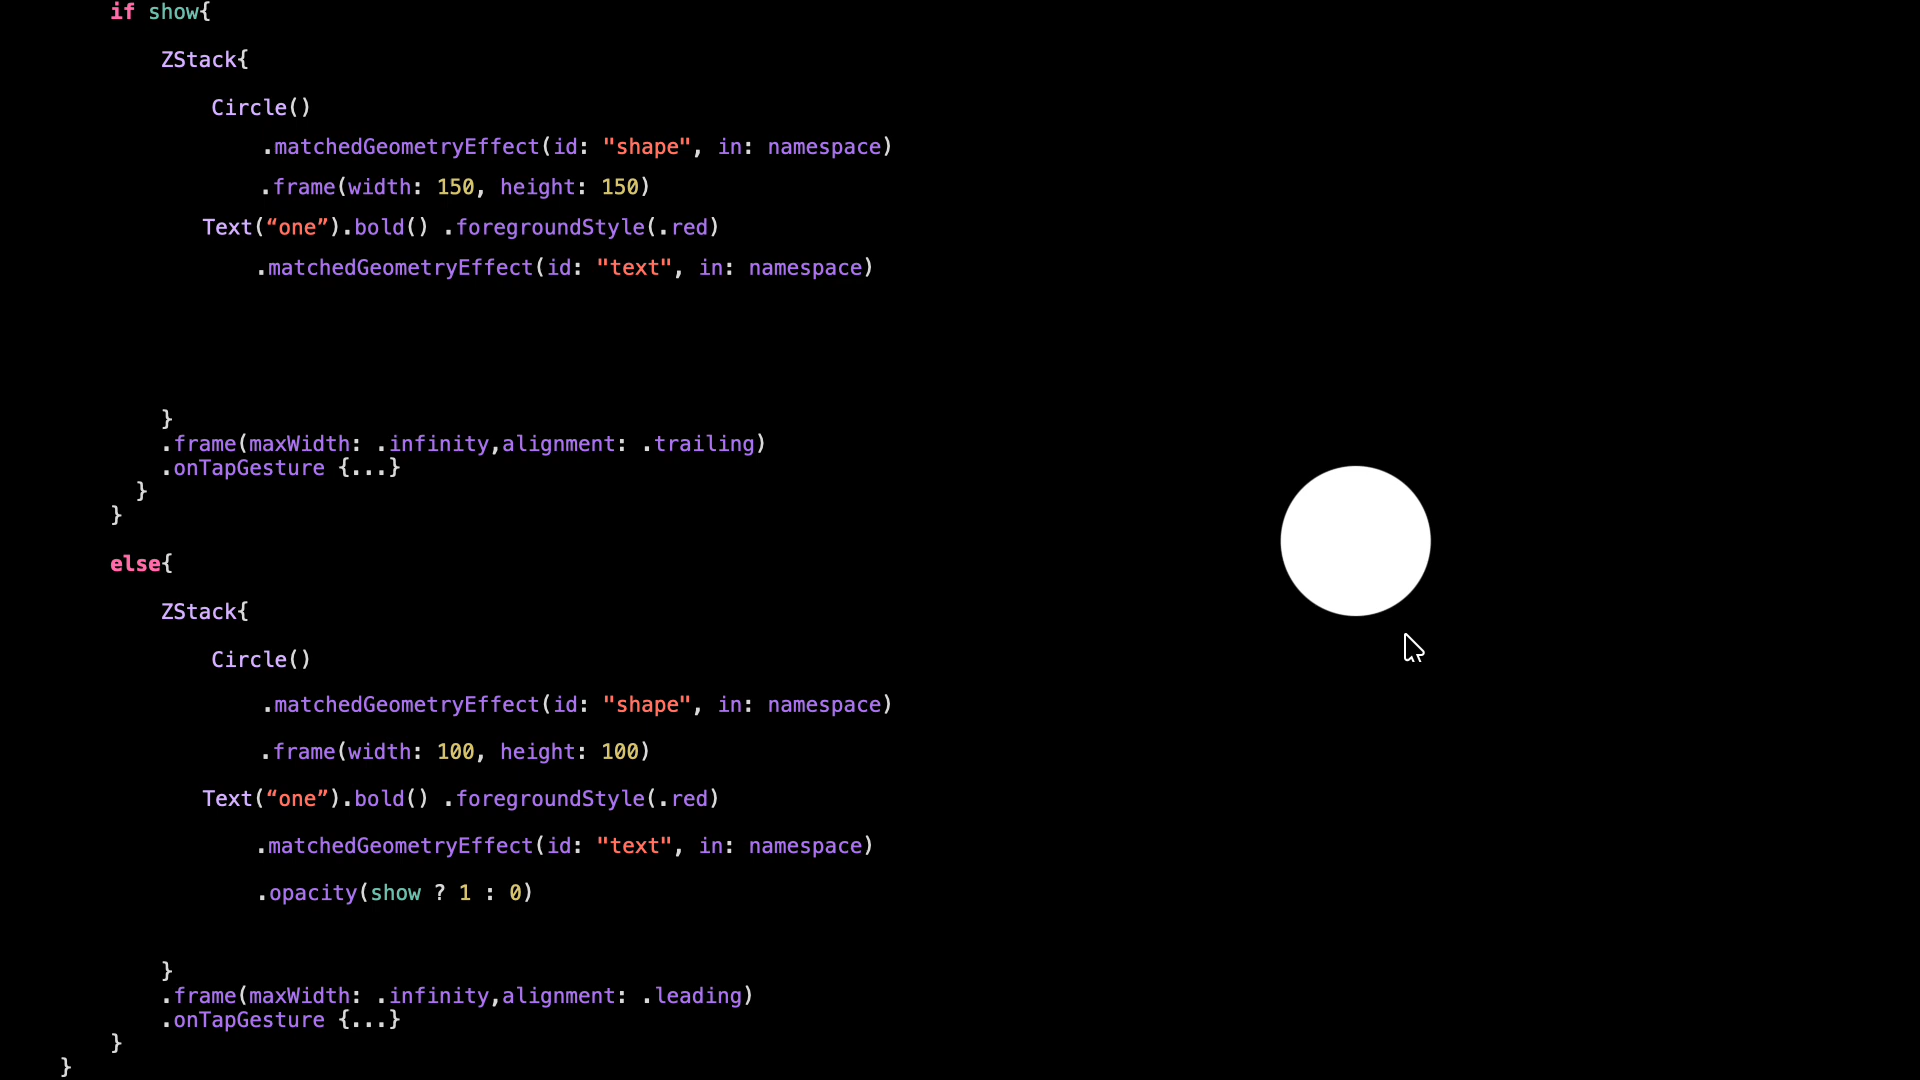 if show{
ZStack{
Circle()
.matchedGeometryEffect(id: "shape", in: namespace)
.frame(width: 150, height: 150)
Text(“one”).bold() .foregroundStyle(.red)
.matchedGeometryEffect(id: "text", in: namespace)
}
.frame(maxWidth: .infinity,alignment: .trailing)
.onTapGesture {...}
}
}
else{
ZStack{
Circle()
.matchedGeometryEffect(id: "shape", in: namespace)
.frame(width: 100, height: 100)
Text(“one”).bold() .foregroundStyle(.red)
.matchedGeometryEffect(id: "text", in: namespace)
.opacity(show ? 1 : 0)
}
.frame(maxWidth: .infinity,alignment: .leading)
.onTapGesture {...}
}
}